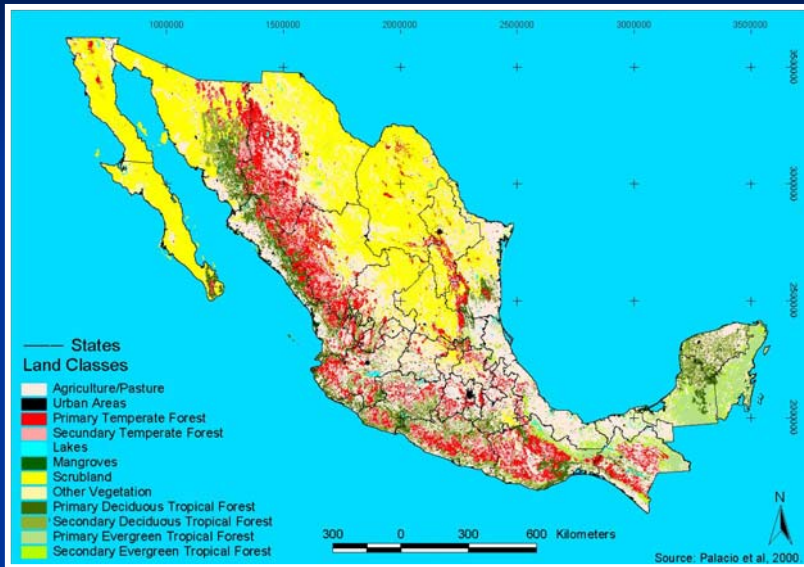 1000000 1500000 2000000 2500000 3000000 3500000
3500000
3000000
2500000
2000000
States
Land Classes
Agriculture/Pasture
Urban Areas
Primary Temperate Forest
Secundary Temperate Forest
Lakes
Mangroves
Scrubland
Other Vegetation
Primary Deciduous Tropical Forest
Secondary Deciduous Tropical Forest
Primary Evergreen Tropical Forest
Secondary Evergreen Tropical Forest
300 0 300 600 Kilometers
N
Source: Palacio et al, 2000.